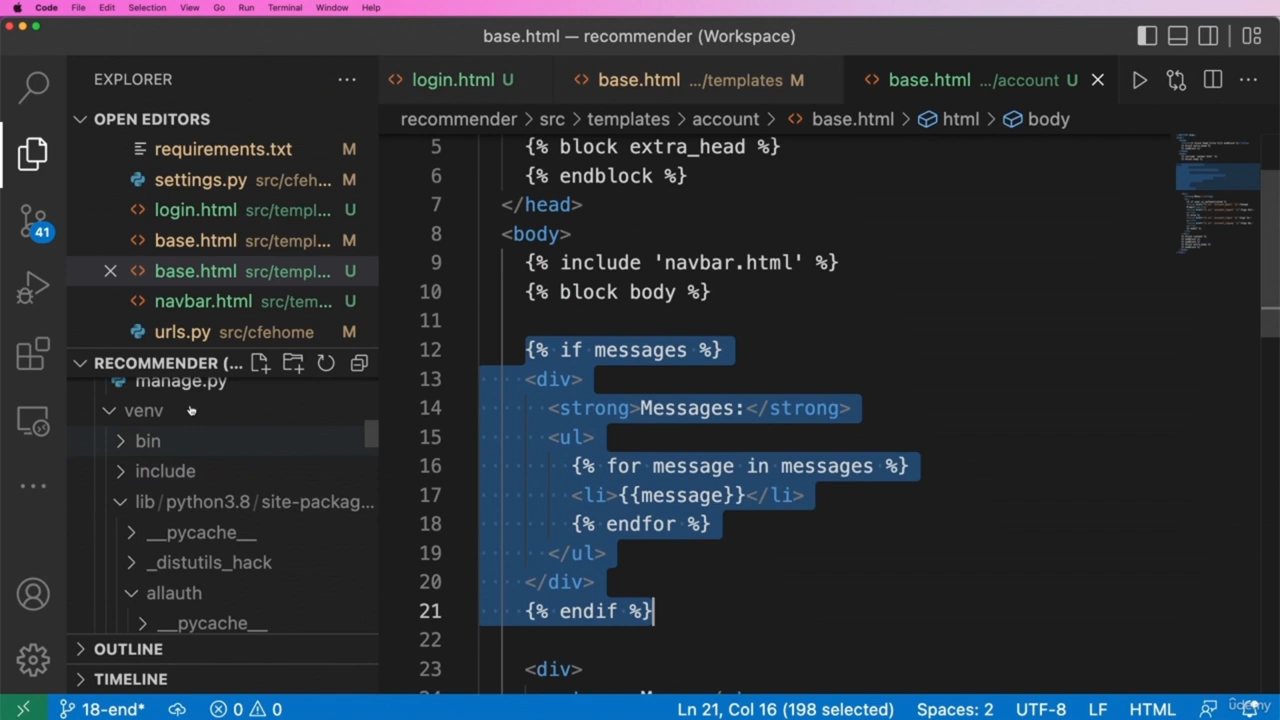 Code File Edit Selection View Go Run Terminal Window Help
base.html — recommender (Workspace)
EXPLORER
OPEN EDITORS
requirements.txt M
settings.py src/cfeh... M
login.html src/templ... U
base.html src/templ... M
base.html src/templ... U
navbar.html src/tem... U
urls.py src/cfehome M
RECOMMENDER (...
manage.py
venv
bin
include
lib/python3.8/site-packag...
__pycache__
_distutils_hack
allauth
__pycache__
OUTLINE
TIMELINE
41
login.html U
base.html .../templates M
base.html .../account U
recommender > src > templates > account > base.html > html > body
5 {% block extra_head %}
6 {% endblock %}
7 </head>
8 <body>
9 {% include 'navbar.html' %}
10 {% block body %}
11
12 {% if messages %}
13 <div>
14 <strong>Messages:</strong>
15 <ul>
16 {% for message in messages %}
17 <li>{{message}}</li>
18 {% endfor %}
19 </ul>
20 </div>
21 {% endif %}
22
23 <div>
18-end* 0 0
Ln 21, Col 16 (198 selected) Spaces: 2 UTF-8 LF HTML
udemy